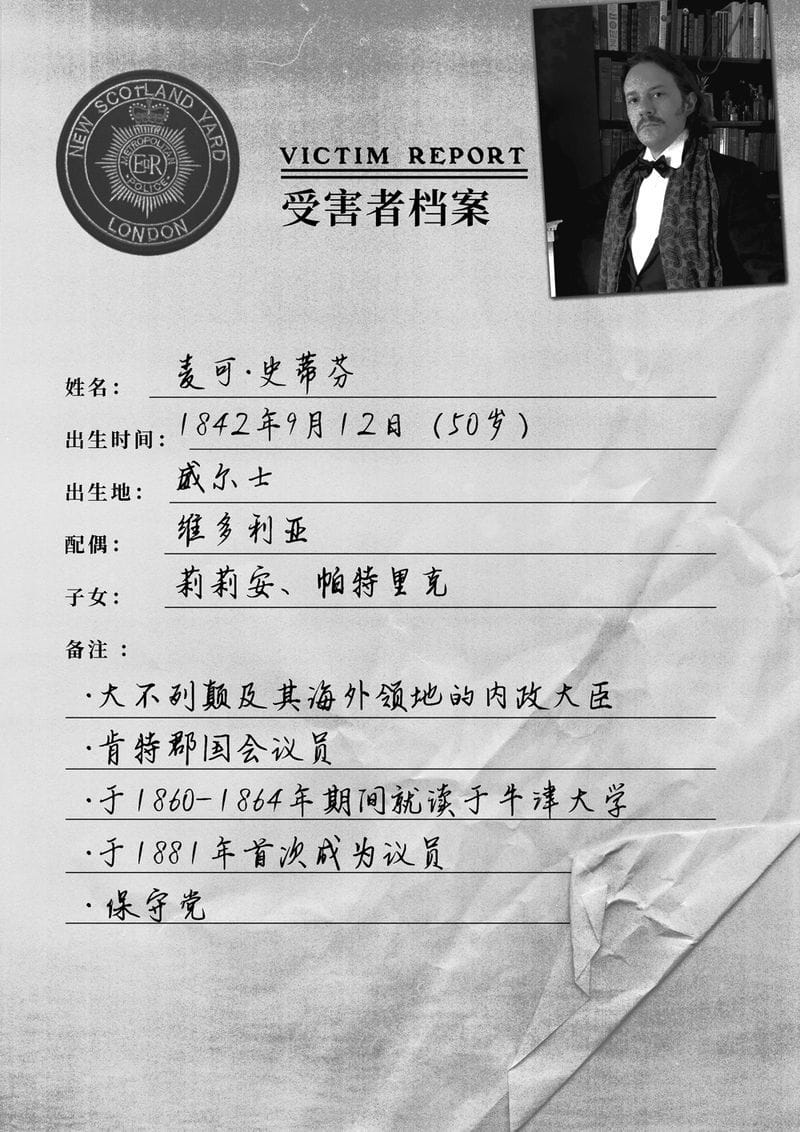 NEW SCOTLAND YARD
METROPOLITAN
EIIR
POLICE
LONDON
VICTIM REPORT
受害者档案
姓名: 麦可·史蒂芬
出生时间: 1842年9月12日 (50岁)
出生地: 威尔士
配偶: 维多利亚
子女: 莉莉安、帕特里克
备注:
·大不列颠及其海外领地的内政大臣
·肯特郡国会议员
·于1860-1864年期间就读于牛津大学
·于1881年首次成为议员
·保守党